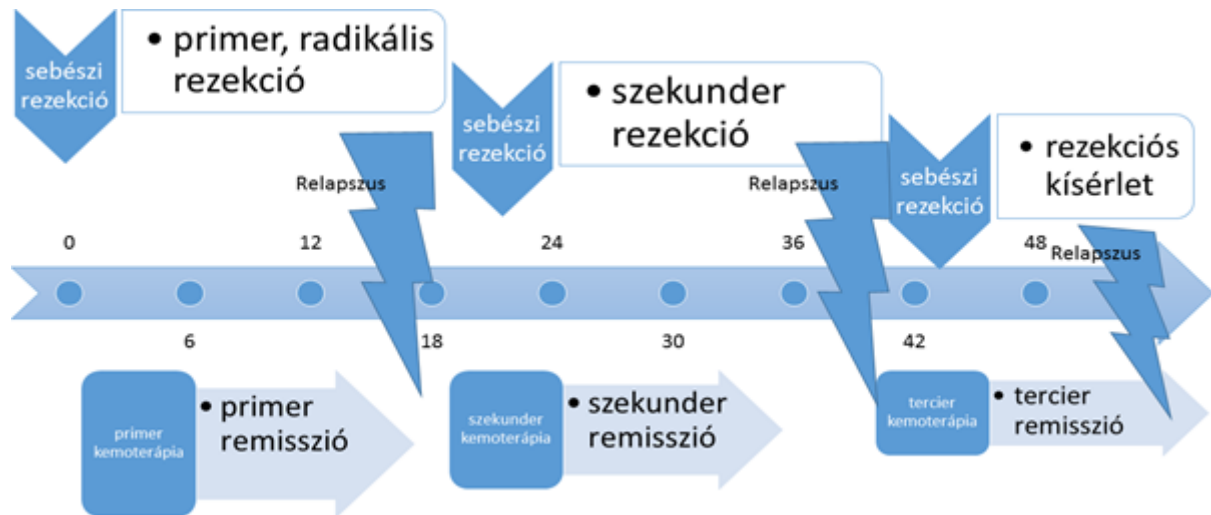 sebészi
rezekció
• primer, radikális
rezekció
sebészi
rezekció
• szekunder
rezekció
sebészi
rezekció
• rezekciós
kísérlet
Relapszus
Relapszus
Relapszus
0
12
24
36
48
6
18
30
42
primer
kemoterápia
• primer
remisszió
szekunder
kemoterápia
• szekunder
remisszió
tercier
kemoterápia
• tercier
remisszió